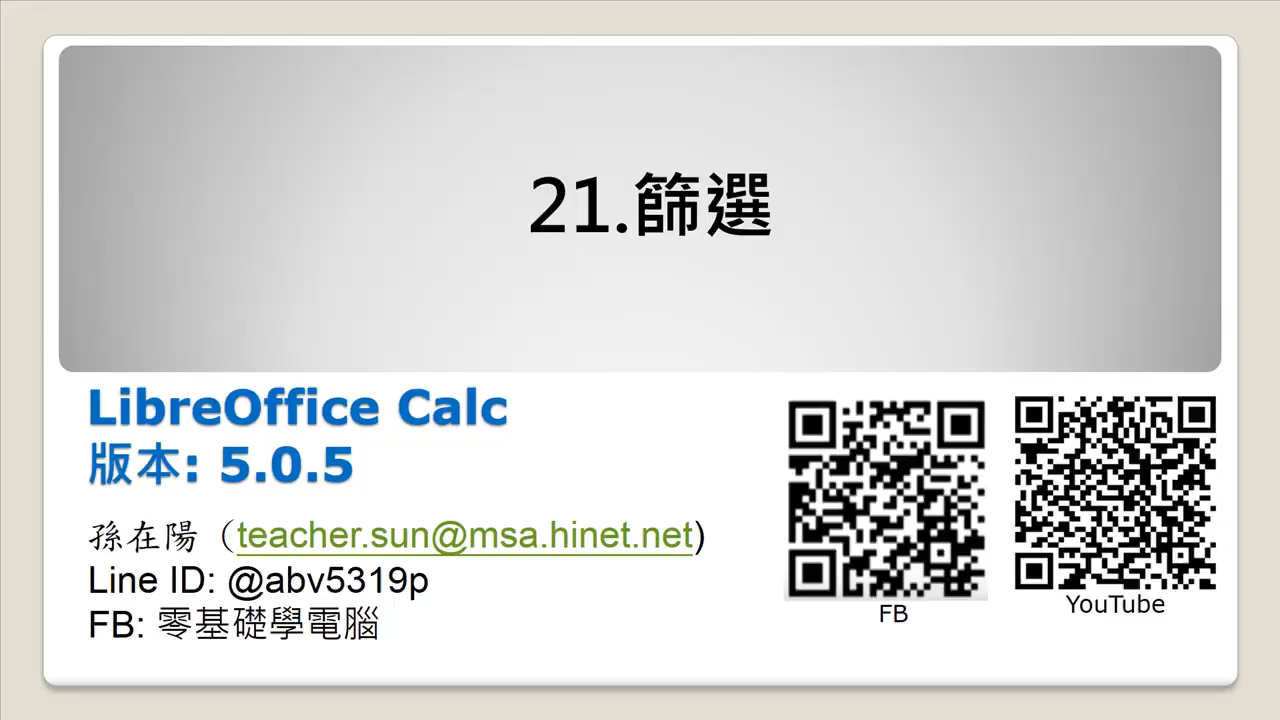 21.篩選
LibreOffice Calc
版本: 5.0.5
孫在陽（teacher.sun@msa.hinet.net)
Line ID: @abv5319p
FB: 零基礎學電腦
FB
YouTube